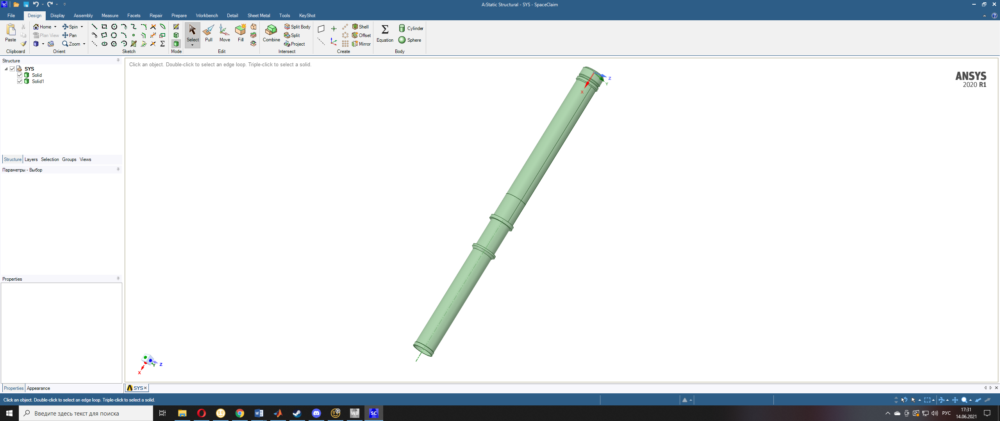 SC
A:Static Structural - SYS - SpaceClaim
File Design Display Assembly Measure Facets Repair Prepare Workbench Detail Sheet Metal Tools KeyShot
Home Spin Split Body Shell Cylinder
Plan View Pan Split Offset
Paste Zoom Select Pull Move Fill Combine Project Mirror Equation Sphere
Clipboard Orient Sketch Mode Edit Intersect Create Body
Structure
SYS
Solid
Solid1
Structure Layers Selection Groups Views
Параметры - Выбор
Properties
Properties Appearance
Click an object. Double-click to select an edge loop. Triple-click to select a solid.
ANSYS
2020 R1
Z
Y
X
Z
Y
X
SYS
Click an object. Double-click to select an edge loop. Triple-click to select a solid.
Введите здесь текст для поиска
WB SC
РУС
17:31
14.06.2021